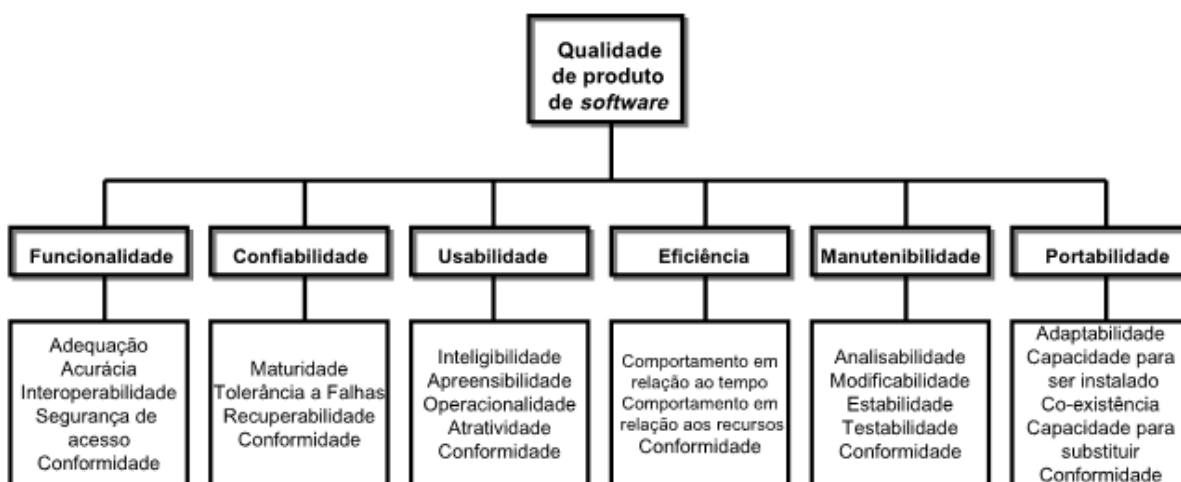 Qualidade
de produto
de software
Funcionalidade
Confiabilidade
Usabilidade
Eficiência
Manutenibilidade
Portabilidade
Adequação
Acurácia
Interoperabilidade
Segurança de
acesso
Conformidade
Maturidade
Tolerância a Falhas
Recuperabilidade
Conformidade
Inteligibilidade
Apreensibilidade
Operacionalidade
Atratividade
Conformidade
Comportamento em
relação ao tempo
Comportamento em
relação aos recursos
Conformidade
Analisabilidade
Modificabilidade
Estabilidade
Testabilidade
Conformidade
Adaptabilidade
Capacidade para
ser instalado
Co-existência
Capacidade para
substituir
Conformidade